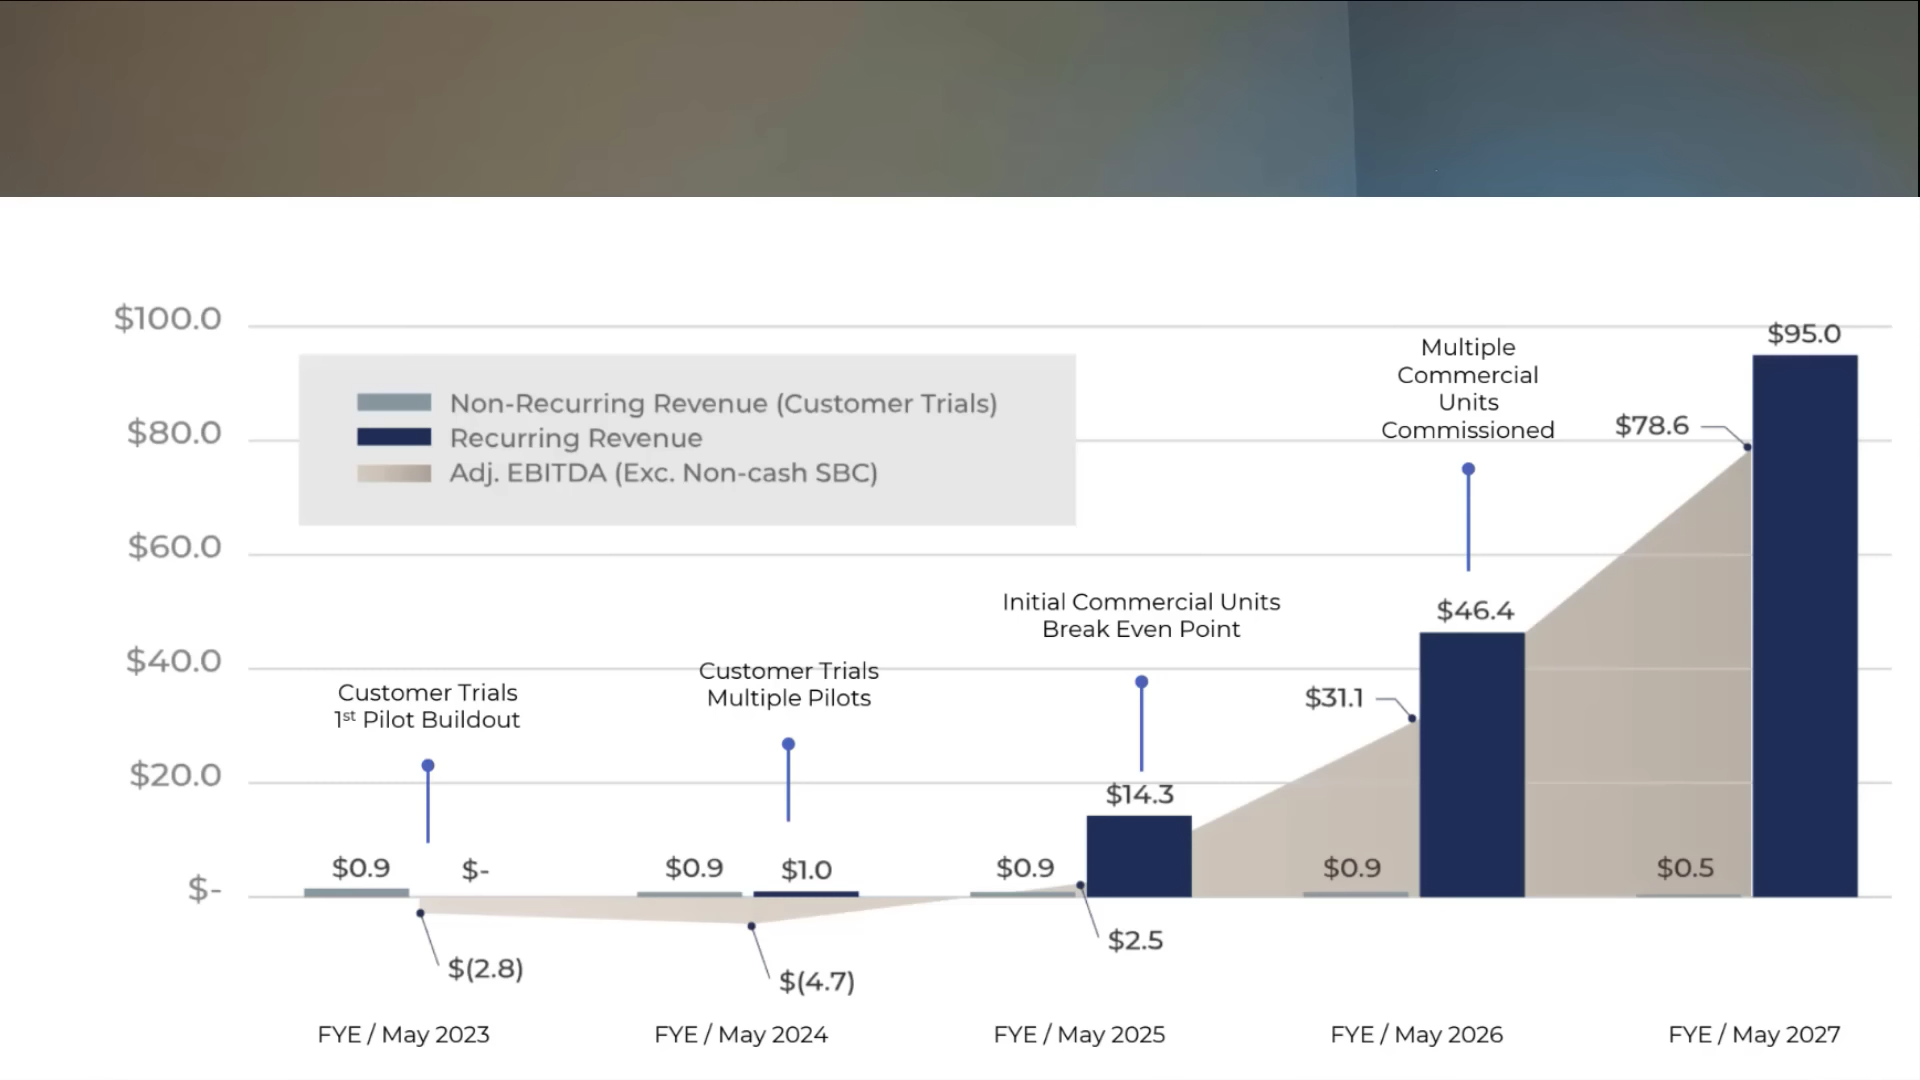 $100.0
$80.0
$60.0
$40.0
$20.0
$-
Non-Recurring Revenue (Customer Trials)
Recurring Revenue
Adj. EBITDA (Exc. Non-cash SBC)
Customer Trials
1st Pilot Buildout
$0.9
$-
$(2.8)
Customer Trials
Multiple Pilots
$0.9
$1.0
$(4.7)
Initial Commercial Units
Break Even Point
$0.9
$14.3
$2.5
Multiple
Commercial
Units
Commissioned
$31.1
$46.4
$0.9
$78.6
$95.0
$0.5
FYE / May 2023
FYE / May 2024
FYE / May 2025
FYE / May 2026
FYE / May 2027